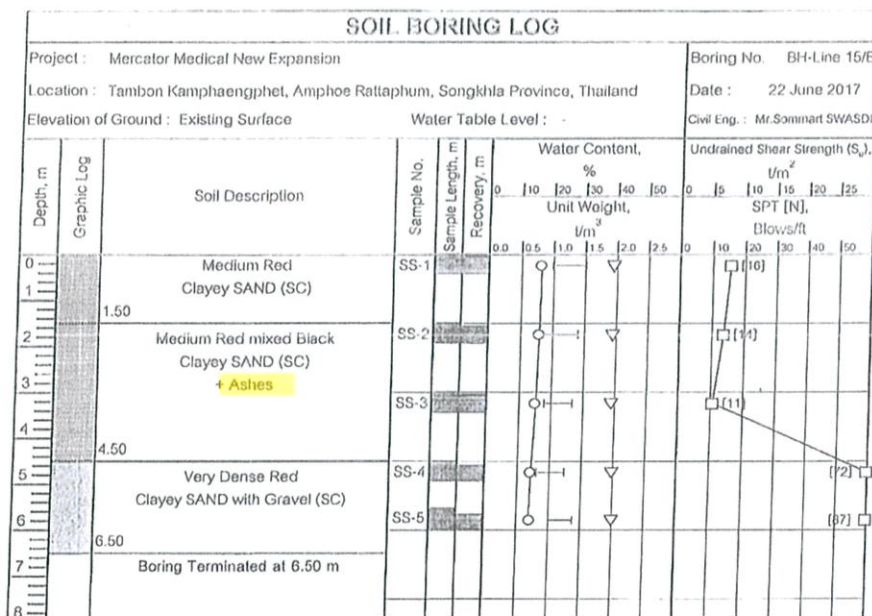 SOIL BORING LOG
Project : Mercator Medical New Expansion
Boring No. BH-Line 15/E
Location : Tambon Kamphaengphet, Amphoe Rattaphum, Songkhla Province, Thailand
Date : 22 June 2017
Elevation of Ground : Existing Surface Water Table Level : -
Civil Eng. : Mr.Sommart SWASDI
Depth, m
Graphic Log
Soil Description
Sample No.
Sample Length, m
Recovery, m
Water Content,
%
0 10 20 30 40 50
Unit Weight,
t/m3
0.0 0.5 1.0 1.5 2.0 2.5
Undrained Shear Strength (Su),
t/m2
0 5 10 15 20 25
SPT [N],
Blows/ft
0 10 20 30 40 50
0 Medium Red SS-1 [16]
1 Clayey SAND (SC)
1.50
2 Medium Red mixed Black SS-2 [14]
Clayey SAND (SC)
3 + Ashes
SS-3 [11]
4
4.50
5 Very Dense Red SS-4 [72]
Clayey SAND with Gravel (SC)
6 SS-5 [87]
6.50
7 Boring Terminated at 6.50 m
8